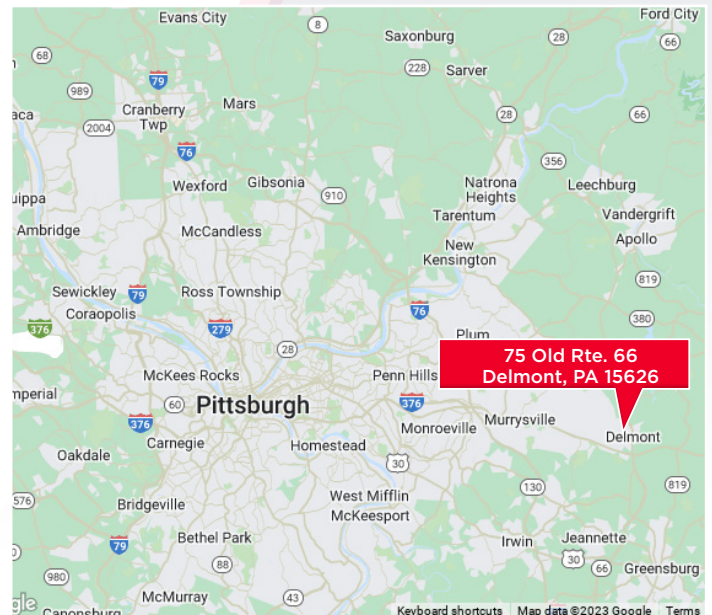 Evans City
8
Ford City
66
Saxonburg
28
68
228
Sarver
79
989
Mars
Cranberry
Twp
28
66
aca
2004
76
356
Wexford
Gibsonia
910
Natrona
Heights
Leechburg
uippa
Tarentum
Vandergrift
Ambridge
McCandless
Apollo
New
Kensington
819
Sewickley
79
Ross Township
Coraopolis
76
380
376
279
28
Plum
75 Old Rte. 66
Delmont, PA 15626
McKees Rocks
Penn Hills
mperial
60
Pittsburgh
376
376
Monroeville
Murrysville
Carnegie
Homestead
Delmont
Oakdale
30
576
West Mifflin
130
819
Bridgeville
McKeesport
79
Bethel Park
Irwin
Jeannette
88
30
66
Greensburg
980
McMurray
43
gle
Canonsburg
Keyboard shortcuts
Map data ©2023 Google
Terms